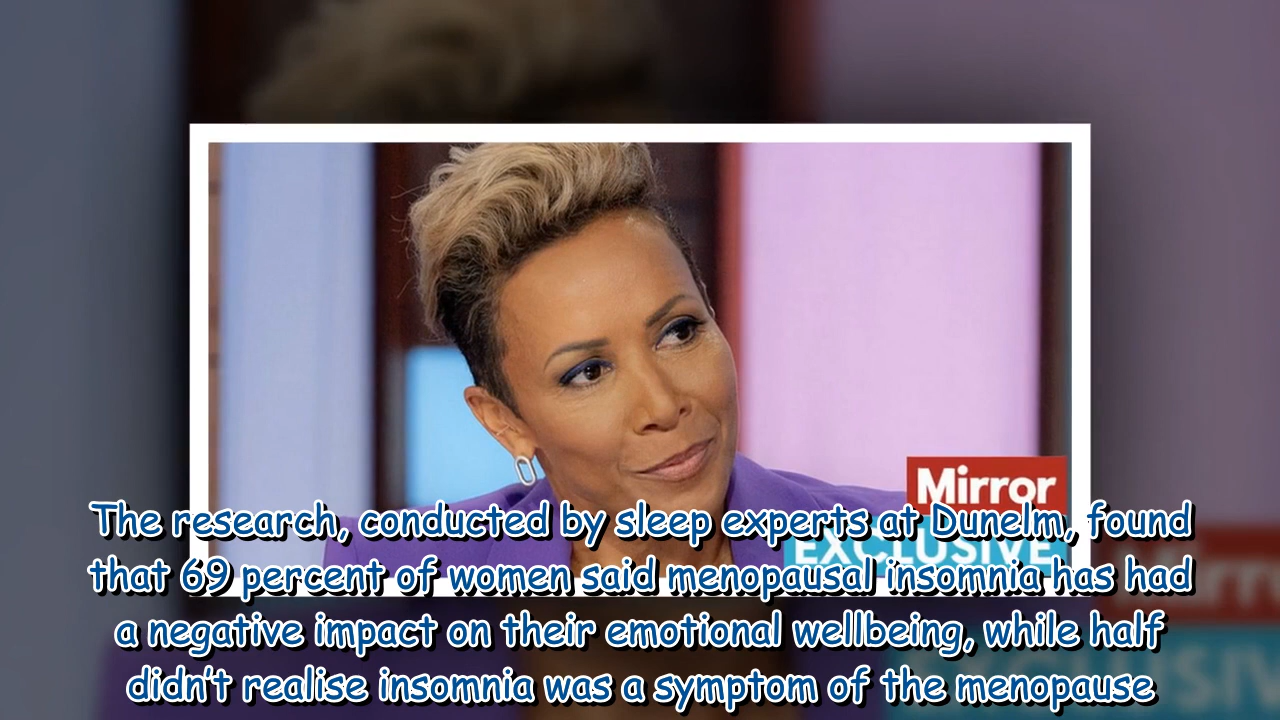 Mirror
EXCLUSIVE
The research, conducted by sleep experts at Dunelm, found
that 69 percent of women said menopausal insomnia has had
a negative impact on their emotional wellbeing, while half
didn't realise insomnia was a symptom of the menopause